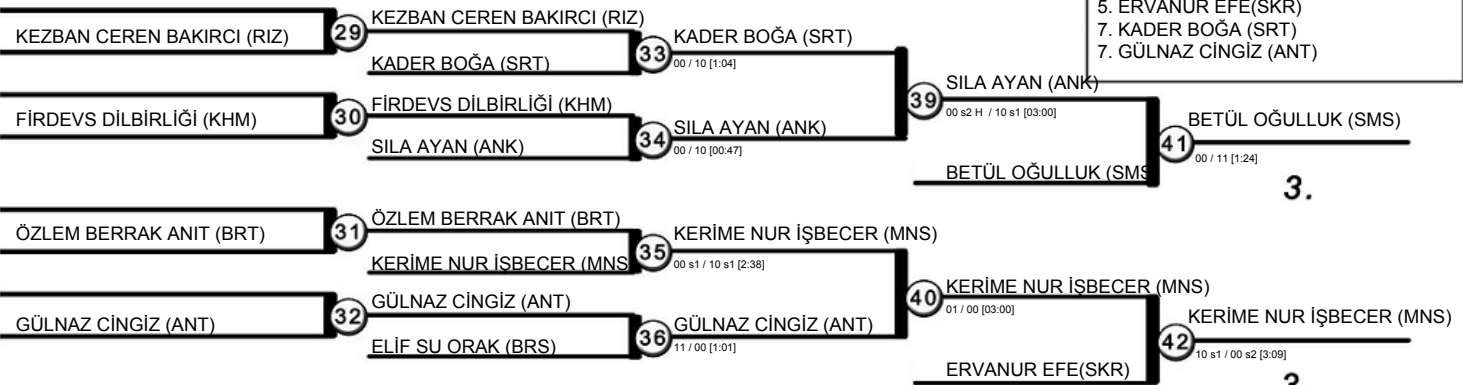 5. ERVANUR EFE(SKR)
7. KADER BOĞA (SRT)
7. GÜLNAZ CİNGİZ (ANT)
KEZBAN CEREN BAKIRCI (RIZ)
29
KEZBAN CEREN BAKIRCI (RIZ)
KADER BOĞA (SRT)
33
KADER BOĞA (SRT)
00 / 10 [1:04]
FİRDEVS DİLBİRLİĞİ (KHM)
30
FİRDEVS DİLBİRLİĞİ (KHM)
SILA AYAN (ANK)
34
SILA AYAN (ANK)
00 / 10 [00:47]
39
SILA AYAN (ANK)
00 s2 H / 10 s1 [03:00]
BETÜL OĞULLUK (SMS
41
BETÜL OĞULLUK (SMS)
00 / 11 [1:24]
3.
ÖZLEM BERRAK ANIT (BRT)
31
ÖZLEM BERRAK ANIT (BRT)
KERİME NUR İŞBECER (MNS
35
KERİME NUR İŞBECER (MNS)
00 s1 / 10 s1 [2:38]
GÜLNAZ CİNGİZ (ANT)
32
GÜLNAZ CİNGİZ (ANT)
ELİF SU ORAK (BRS)
36
GÜLNAZ CİNGİZ (ANT)
11 / 00 [1:01]
40
KERİME NUR İŞBECER (MNS)
01 / 00 [03:00]
ERVANUR EFE(SKR)
42
KERİME NUR İŞBECER (MNS)
10 s1 / 00 s2 [3:09]